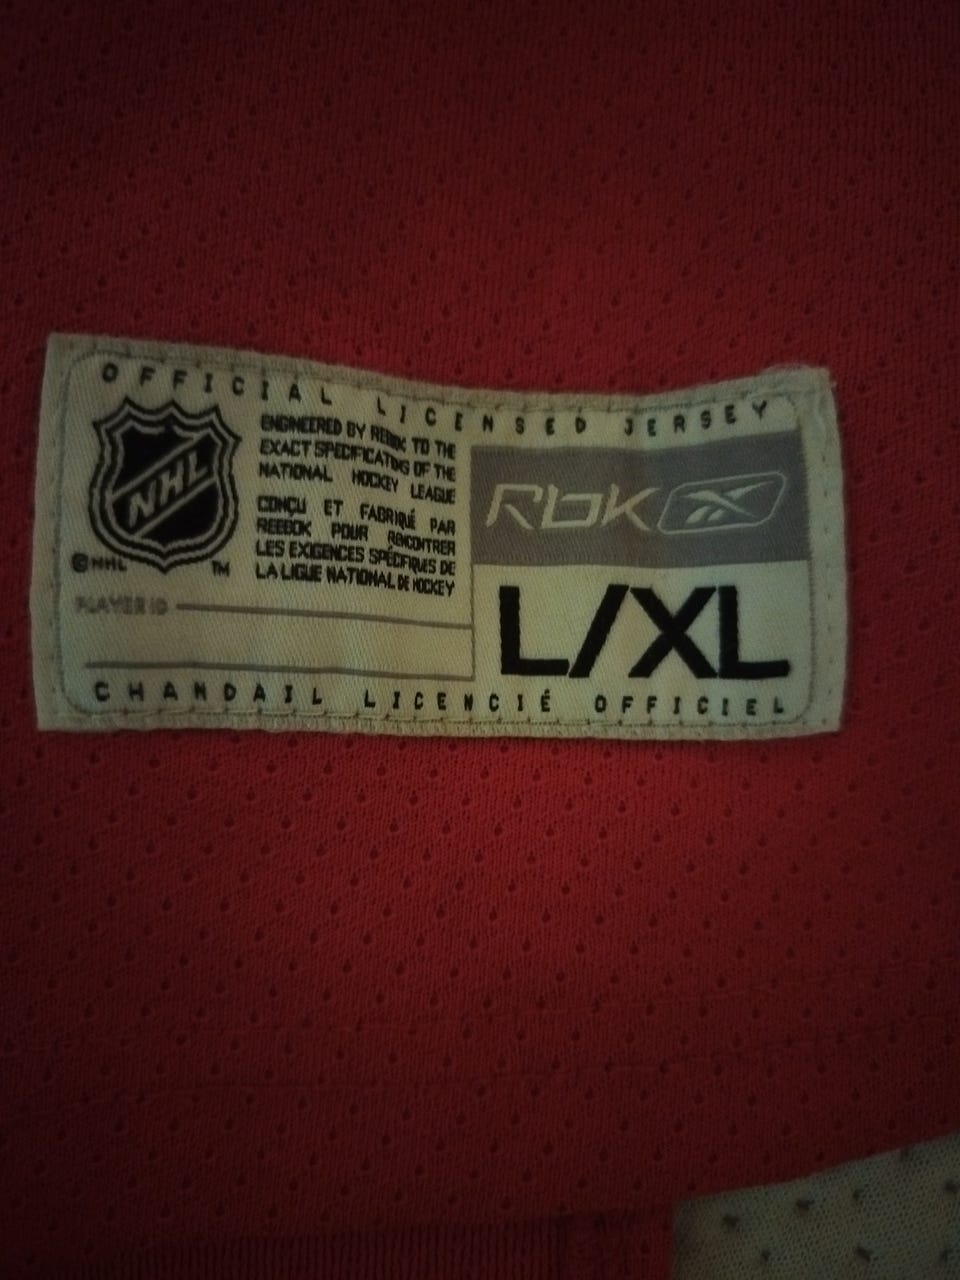 OFFICIAL LICENSED JERSEY
NHL
©NHL
TM
ENGINEERED BY REEBOK TO THE
EXACT SPECIFICATIONS OF THE
NATIONAL HOCKEY LEAGUE
CONÇU ET FABRIQUÉ PAR
REEBOK POUR RENCONTRER
LES EXIGENCES SPÉCIFIQUES DE
LA LIGUE NATIONAL DE HOCKEY
PLAYER ID
Rbk
L/XL
CHANDAIL LICENCIÉ OFFICIEL